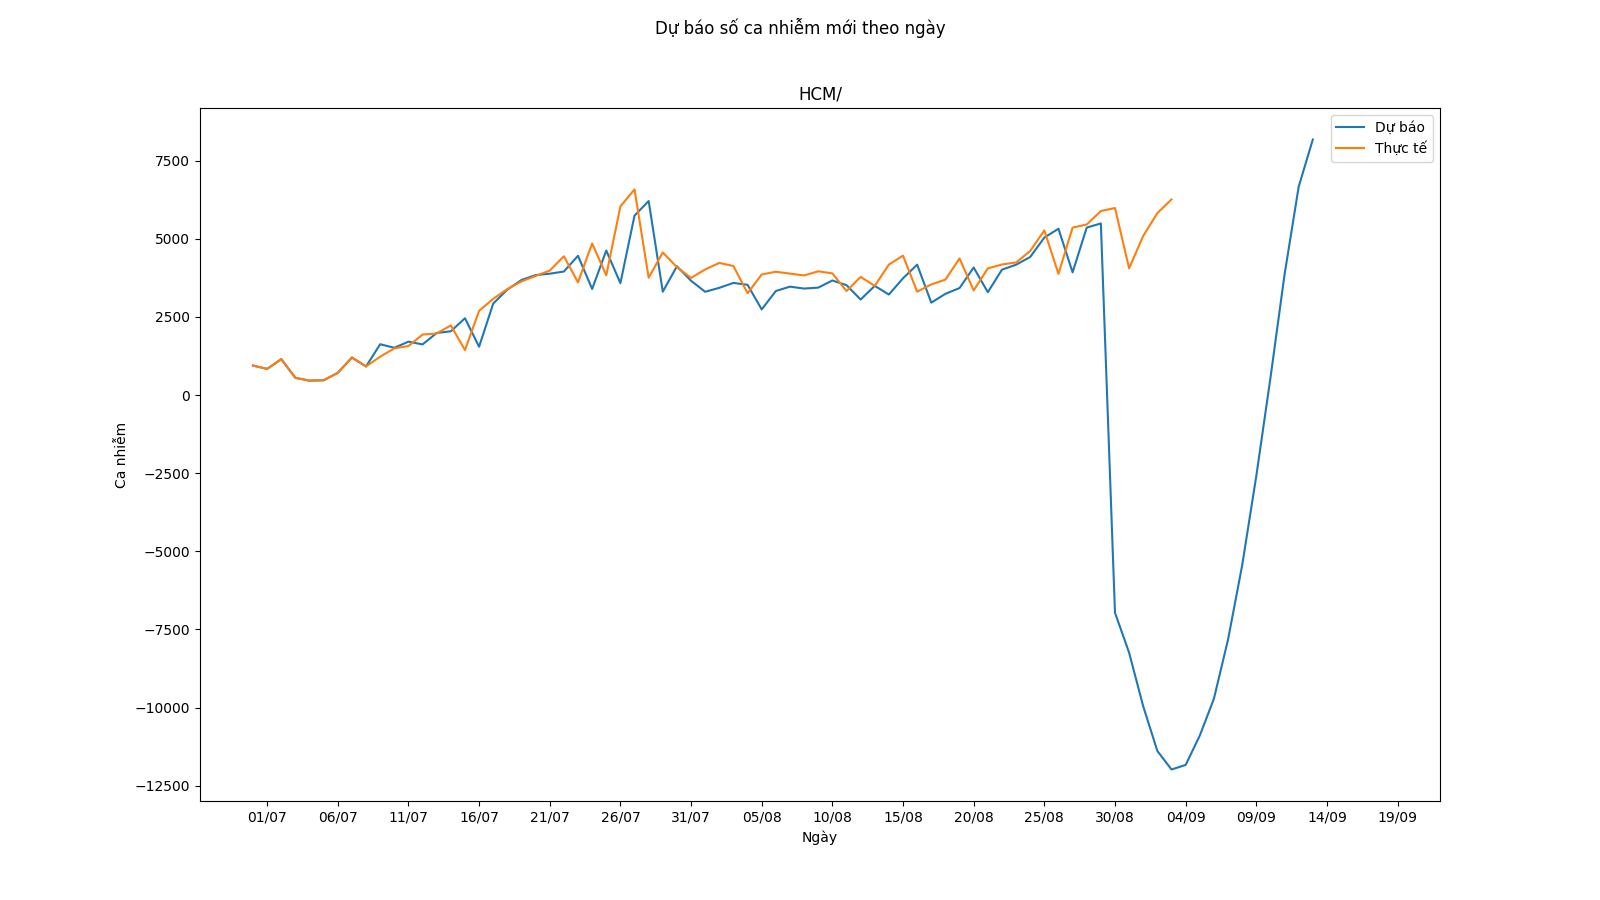 Dự báo số ca nhiễm mới theo ngày
HCM/
Dự báo
Thực tế
7500
5000
2500
0
−2500
−5000
−7500
−10000
−12500
Ca nhiễm
01/07 06/07 11/07 16/07 21/07 26/07 31/07 05/08 10/08 15/08 20/08 25/08 30/08 04/09 09/09 14/09 19/09
Ngày